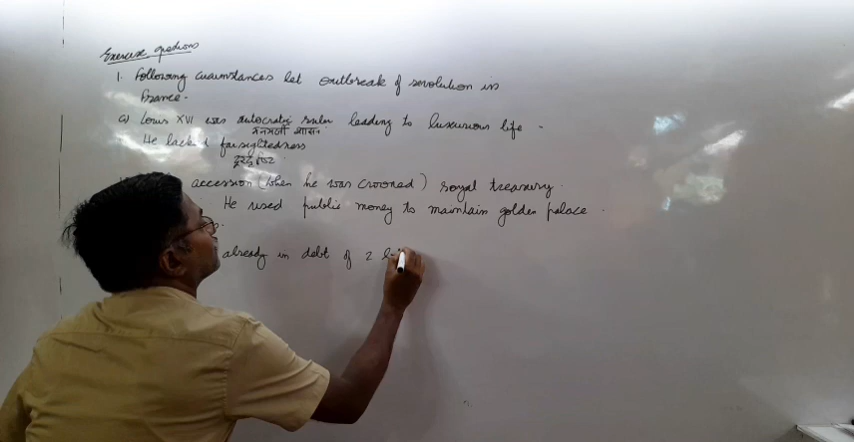 Exercise questions
1. Following circumstances let outbreak of revolution in
France.
a) Louis XVI was autocratic ruler leading to luxurious life.
मनमर्जी शासन
He lacked farsightedness
accession (when he was crowned) royal treasury.
He used public money to maintain golden palace.
already in debt of 2